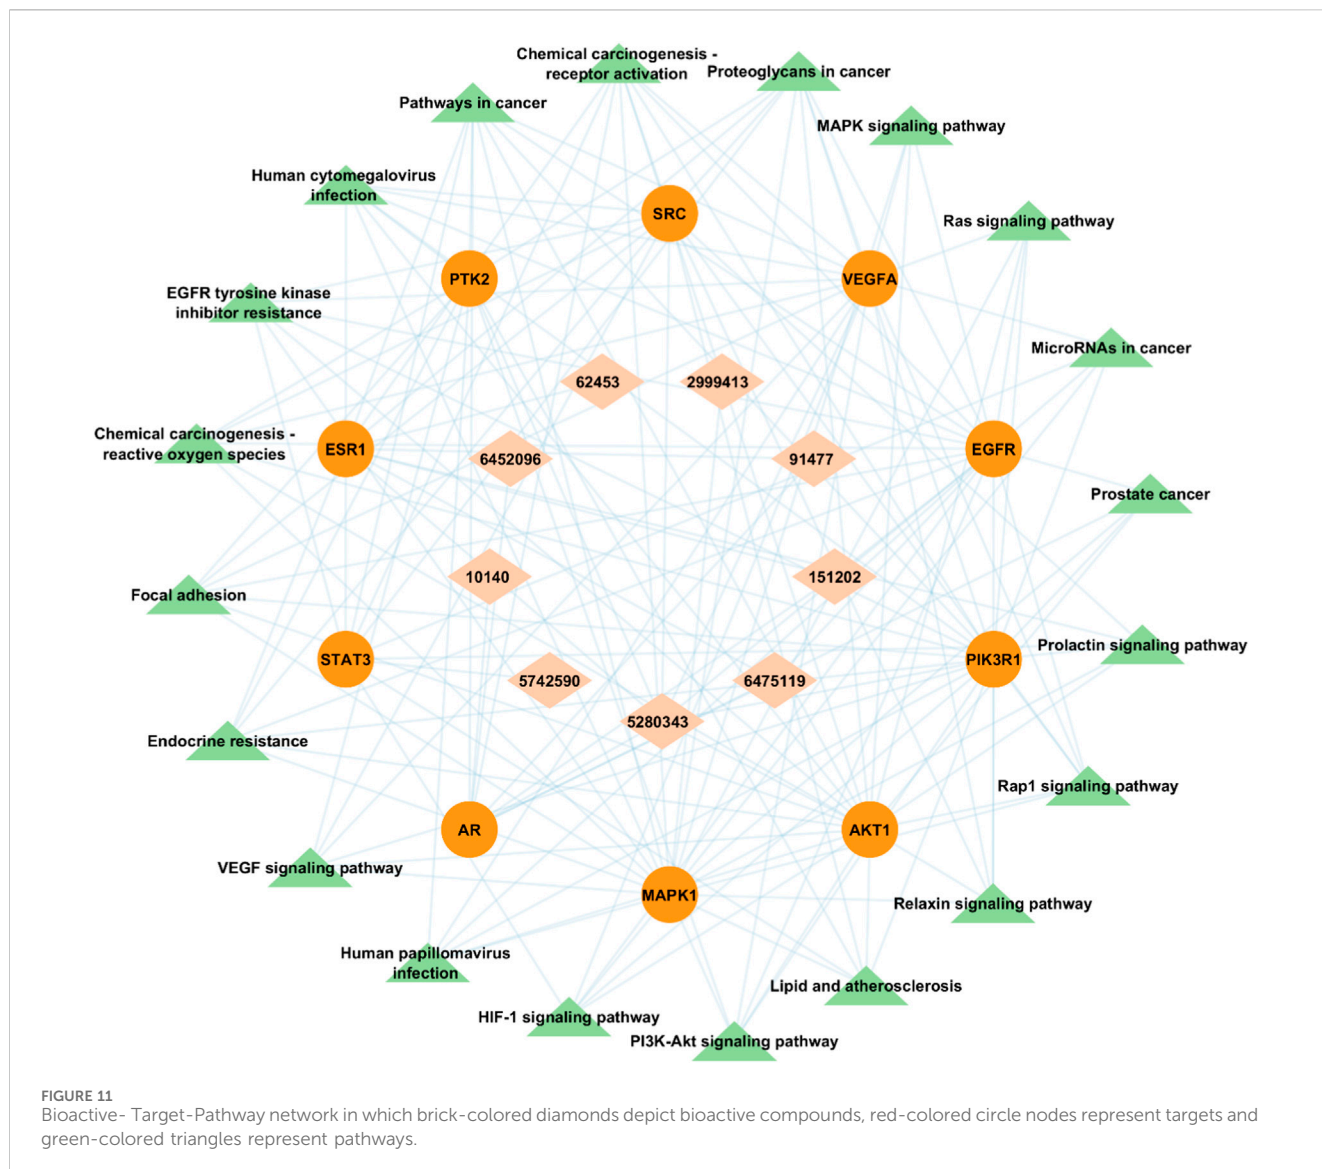 Chemical carcinogenesis -
receptor activation
Proteoglycans in cancer
Pathways in cancer
MAPK signaling pathway
Human cytomegalovirus
infection
SRC
Ras signaling pathway
PTK2
VEGFA
EGFR tyrosine kinase
inhibitor resistance
MicroRNAs in cancer
62453
2999413
Chemical carcinogenesis -
reactive oxygen species
ESR1
6452096
91477
EGFR
Prostate cancer
10140
151202
Focal adhesion
STAT3
PIK3R1
Prolactin signaling pathway
5742590
6475119
5280343
Endocrine resistance
Rap1 signaling pathway
AR
AKT1
VEGF signaling pathway
MAPK1
Relaxin signaling pathway
Human papillomavirus
infection
Lipid and atherosclerosis
HIF-1 signaling pathway
PI3K-Akt signaling pathway
FIGURE 11
Bioactive- Target-Pathway network in which brick-colored diamonds depict bioactive compounds, red-colored circle nodes represent targets and
green-colored triangles represent pathways.